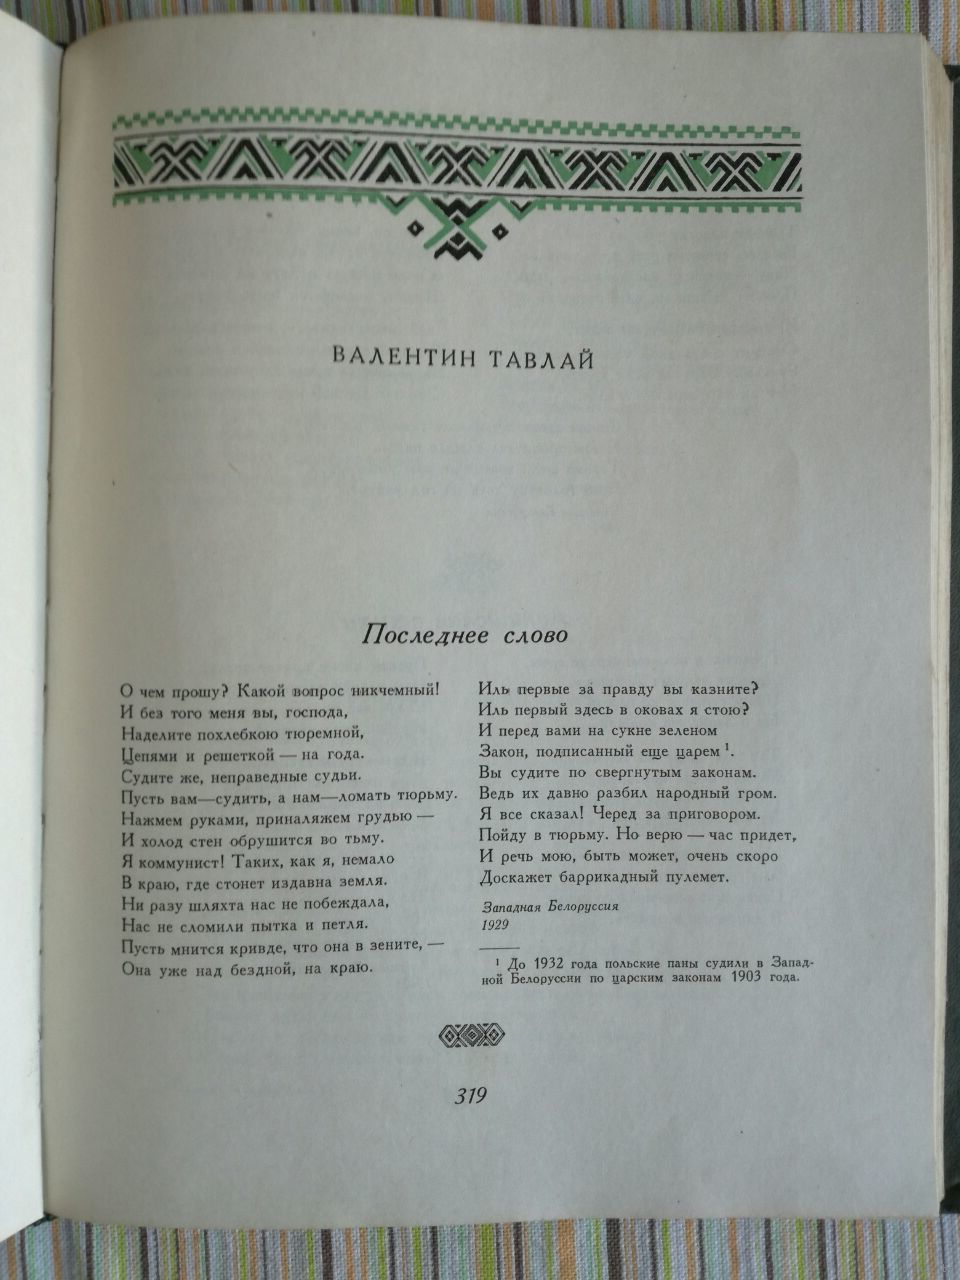 ВАЛЕНТИН ТАВЛАЙ
Последнее слово
О чем прошу? Какой вопрос никчемный!
И без того меня вы, господа,
Наделите похлебкою тюремной,
Цепями и решеткой — на года.
Судите же, неправедные судьи.
Пусть вам—судить, а нам—ломать тюрьму.
Нажмем руками, приналяжем грудью —
И холод стен обрушится во тьму.
Я коммунист! Таких, как я, немало
В краю, где стонет издавна земля.
Ни разу шляхта нас не побеждала,
Нас не сломили пытка и петля.
Пусть мнится кривде, что она в зените, —
Она уже над бездной, на краю.
Иль первые за правду вы казните?
Иль первый здесь в оковах я стою?
И перед вами на сукне зеленом
Закон, подписанный еще царем ¹.
Вы судите по свергнутым законам.
Ведь их давно разбил народный гром.
Я все сказал! Черед за приговором.
Пойду в тюрьму. Но верю — час придет,
И речь мою, быть может, очень скоро
Доскажет баррикадный пулемет.
Западная Белоруссия
1929
¹ До 1932 года польские паны судили в Запад-
ной Белоруссии по царским законам 1903 года.
319